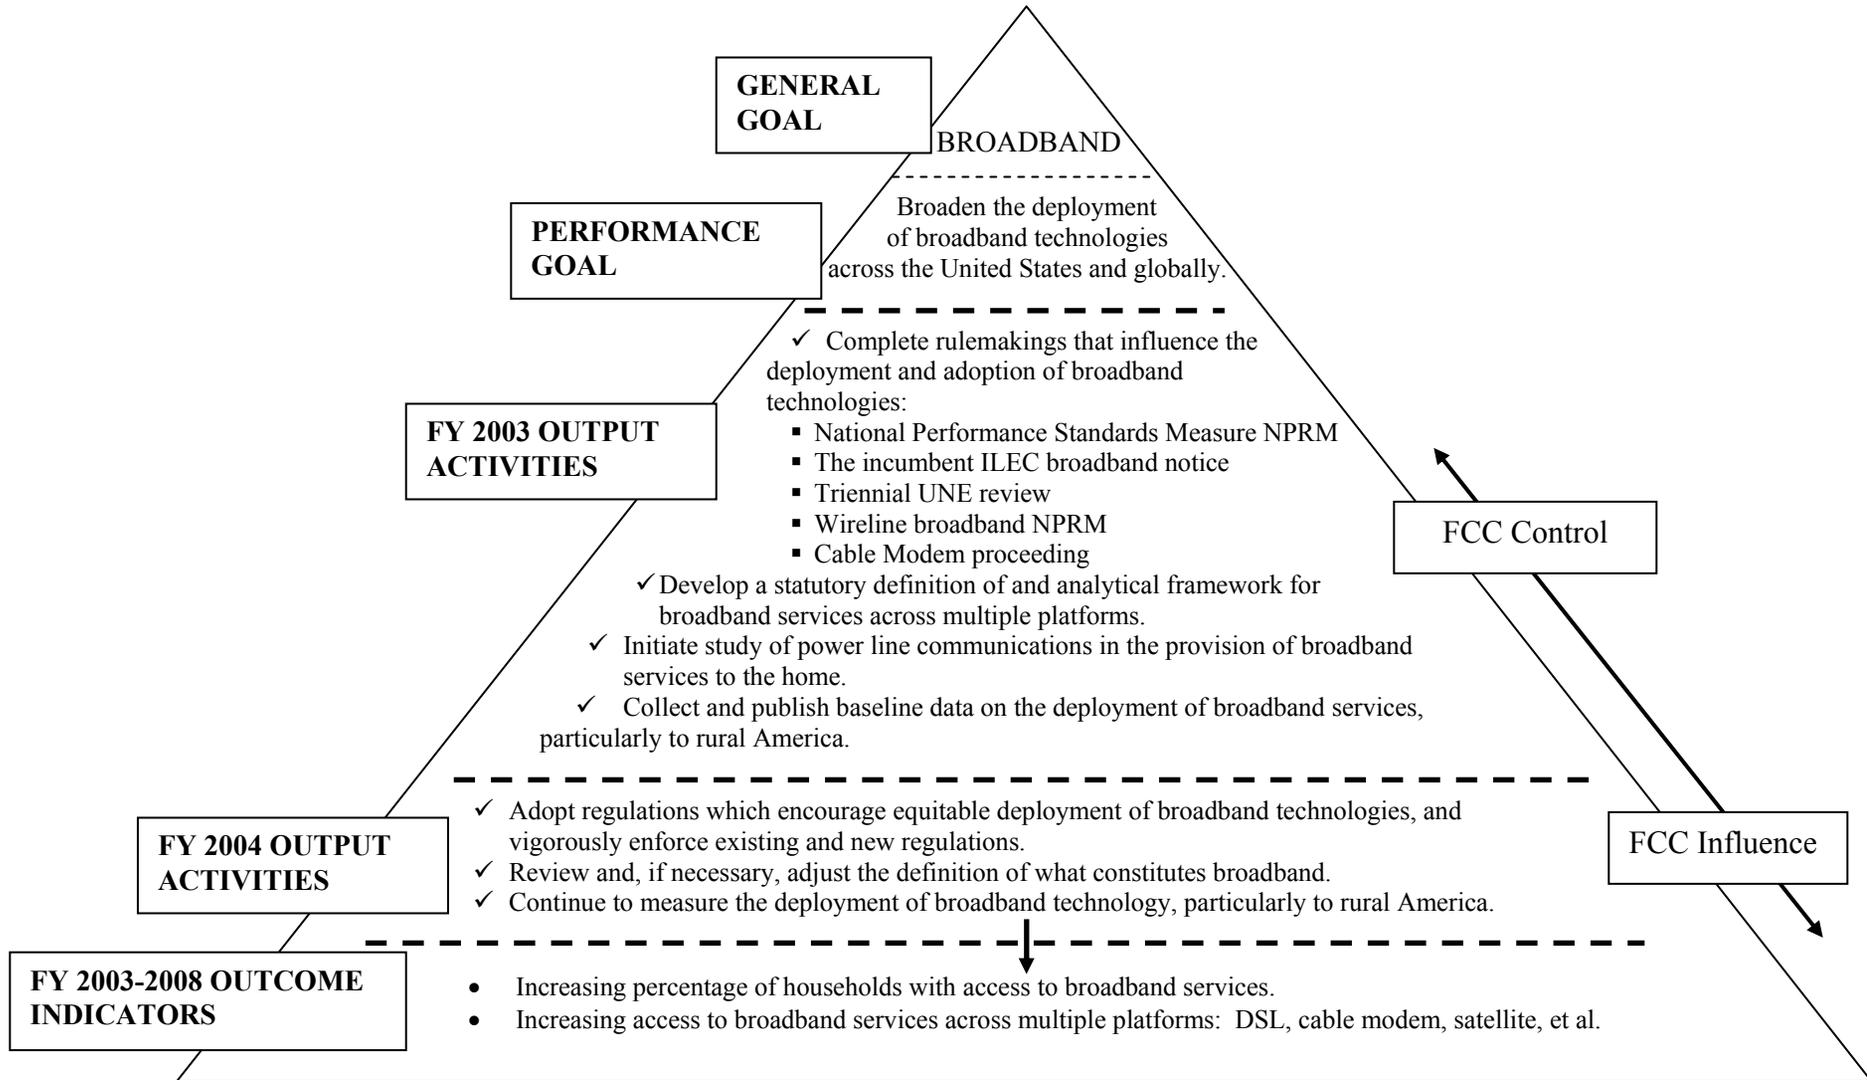 GENERAL
GOAL
BROADBAND
PERFORMANCE
GOAL
Broaden the deployment
of broadband technologies
across the United States and globally.
FY 2003 OUTPUT
ACTIVITIES
✓ Complete rulemakings that influence the
deployment and adoption of broadband
technologies:
▪ National Performance Standards Measure NPRM
▪ The incumbent ILEC broadband notice
▪ Triennial UNE review
▪ Wireline broadband NPRM
▪ Cable Modem proceeding
✓ Develop a statutory definition of and analytical framework for
broadband services across multiple platforms.
✓ Initiate study of power line communications in the provision of broadband
services to the home.
✓ Collect and publish baseline data on the deployment of broadband services,
particularly to rural America.
FCC Control
FY 2004 OUTPUT
ACTIVITIES
✓ Adopt regulations which encourage equitable deployment of broadband technologies, and
vigorously enforce existing and new regulations.
✓ Review and, if necessary, adjust the definition of what constitutes broadband.
✓ Continue to measure the deployment of broadband technology, particularly to rural America.
FCC Influence
FY 2003-2008 OUTCOME
INDICATORS
• Increasing percentage of households with access to broadband services.
• Increasing access to broadband services across multiple platforms: DSL, cable modem, satellite, et al.